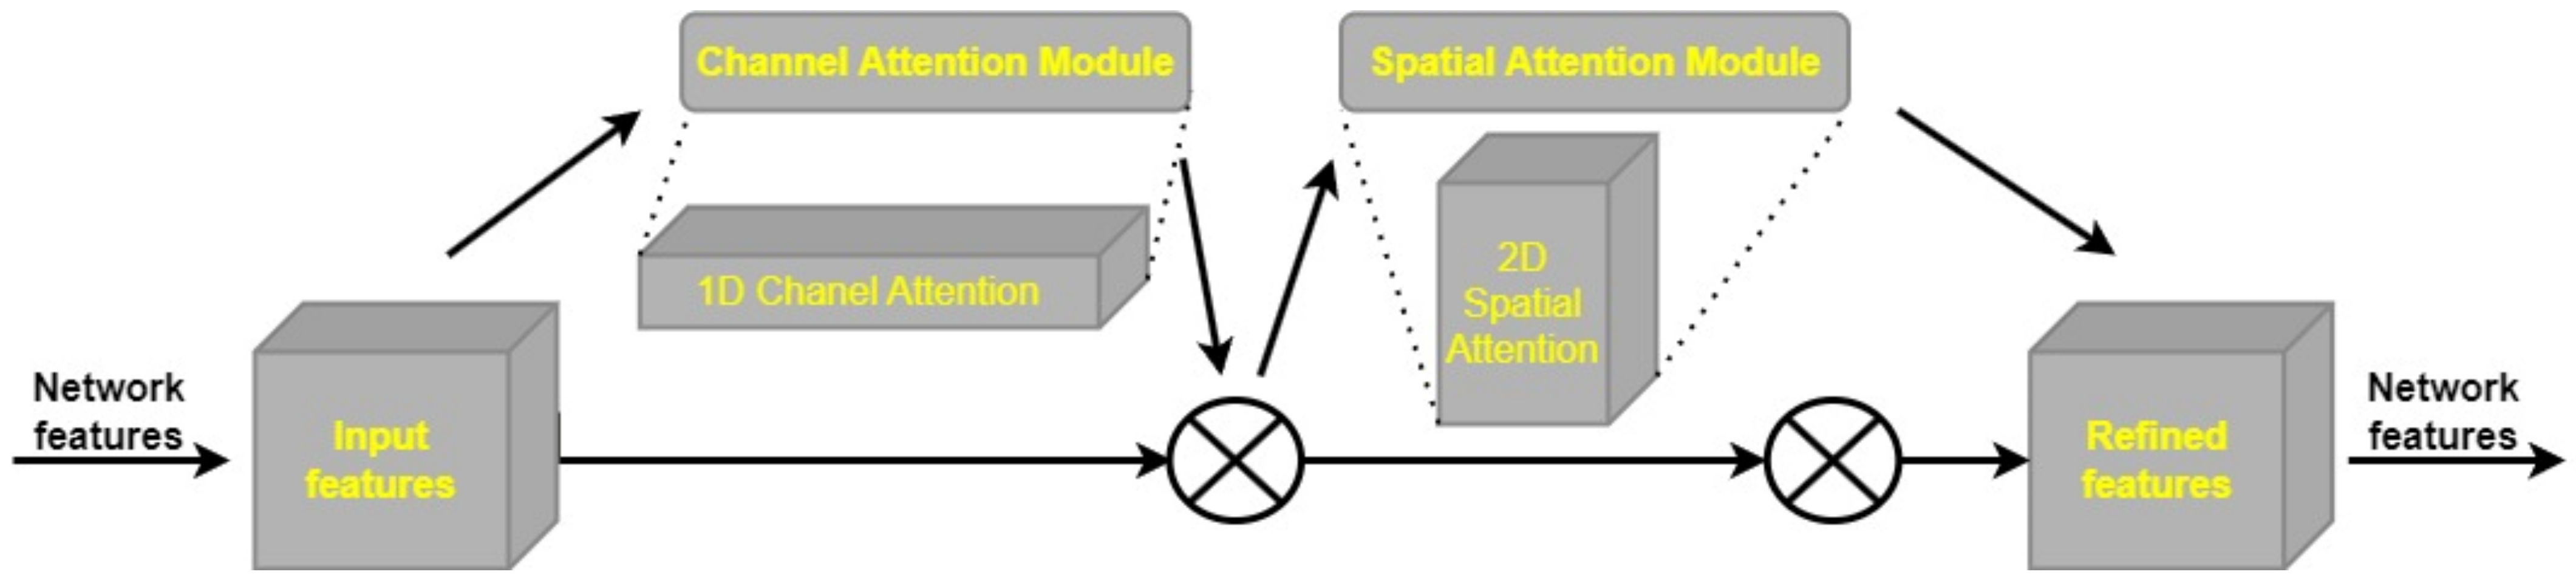 Channel Attention Module
Spatial Attention Module
1D Chanel Attention
2D
Spatial
Attention
Network
features
Input
features
Refined
features
Network
features